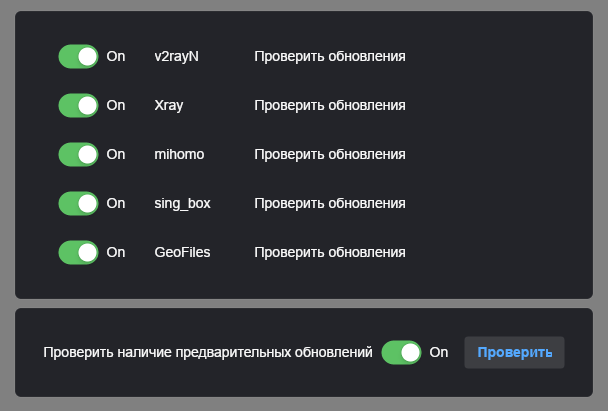 On v2rayN Проверить обновления
On Xray Проверить обновления
On mihomo Проверить обновления
On sing_box Проверить обновления
On GeoFiles Проверить обновления
Проверить наличие предварительных обновлений On Проверить